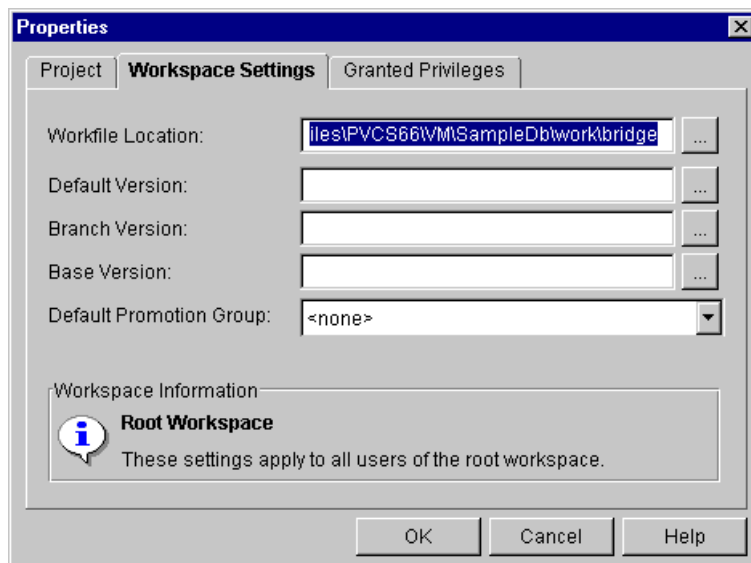 Properties
Project Workspace Settings Granted Privileges
Workfile Location: iles\PVCS66\VM\SampleDb\work\bridge ...
Default Version: ...
Branch Version: ...
Base Version: ...
Default Promotion Group: <none>
Workspace Information
Root Workspace
These settings apply to all users of the root workspace.
OK Cancel Help